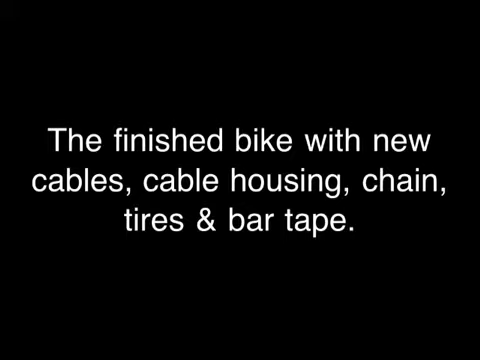 The finished bike with new
cables, cable housing, chain,
tires & bar tape.